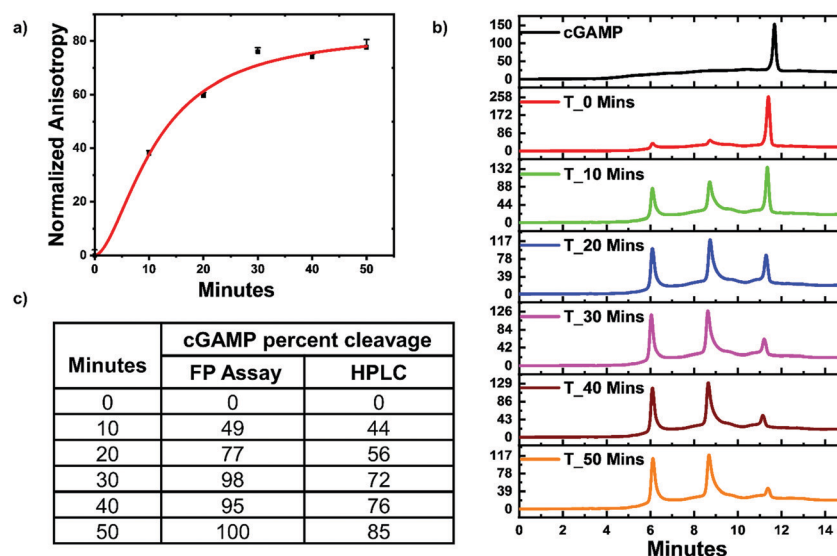 a)
Normalized Anisotropy
80
60
40
20
0
0 10 20 30 40 50
Minutes
b)
cGAMP
150
100
50
0
T_0 Mins
258
172
86
0
T_10 Mins
132
88
44
0
T_20 Mins
117
78
39
0
T_30 Mins
126
84
42
0
T_40 Mins
129
86
43
0
T_50 Mins
117
78
39
0
0 2 4 6 8 10 12 14
Minutes
c)
cGAMP percent cleavage
Minutes FP Assay HPLC
0 0 0
10 49 44
20 77 56
30 98 72
40 95 76
50 100 85